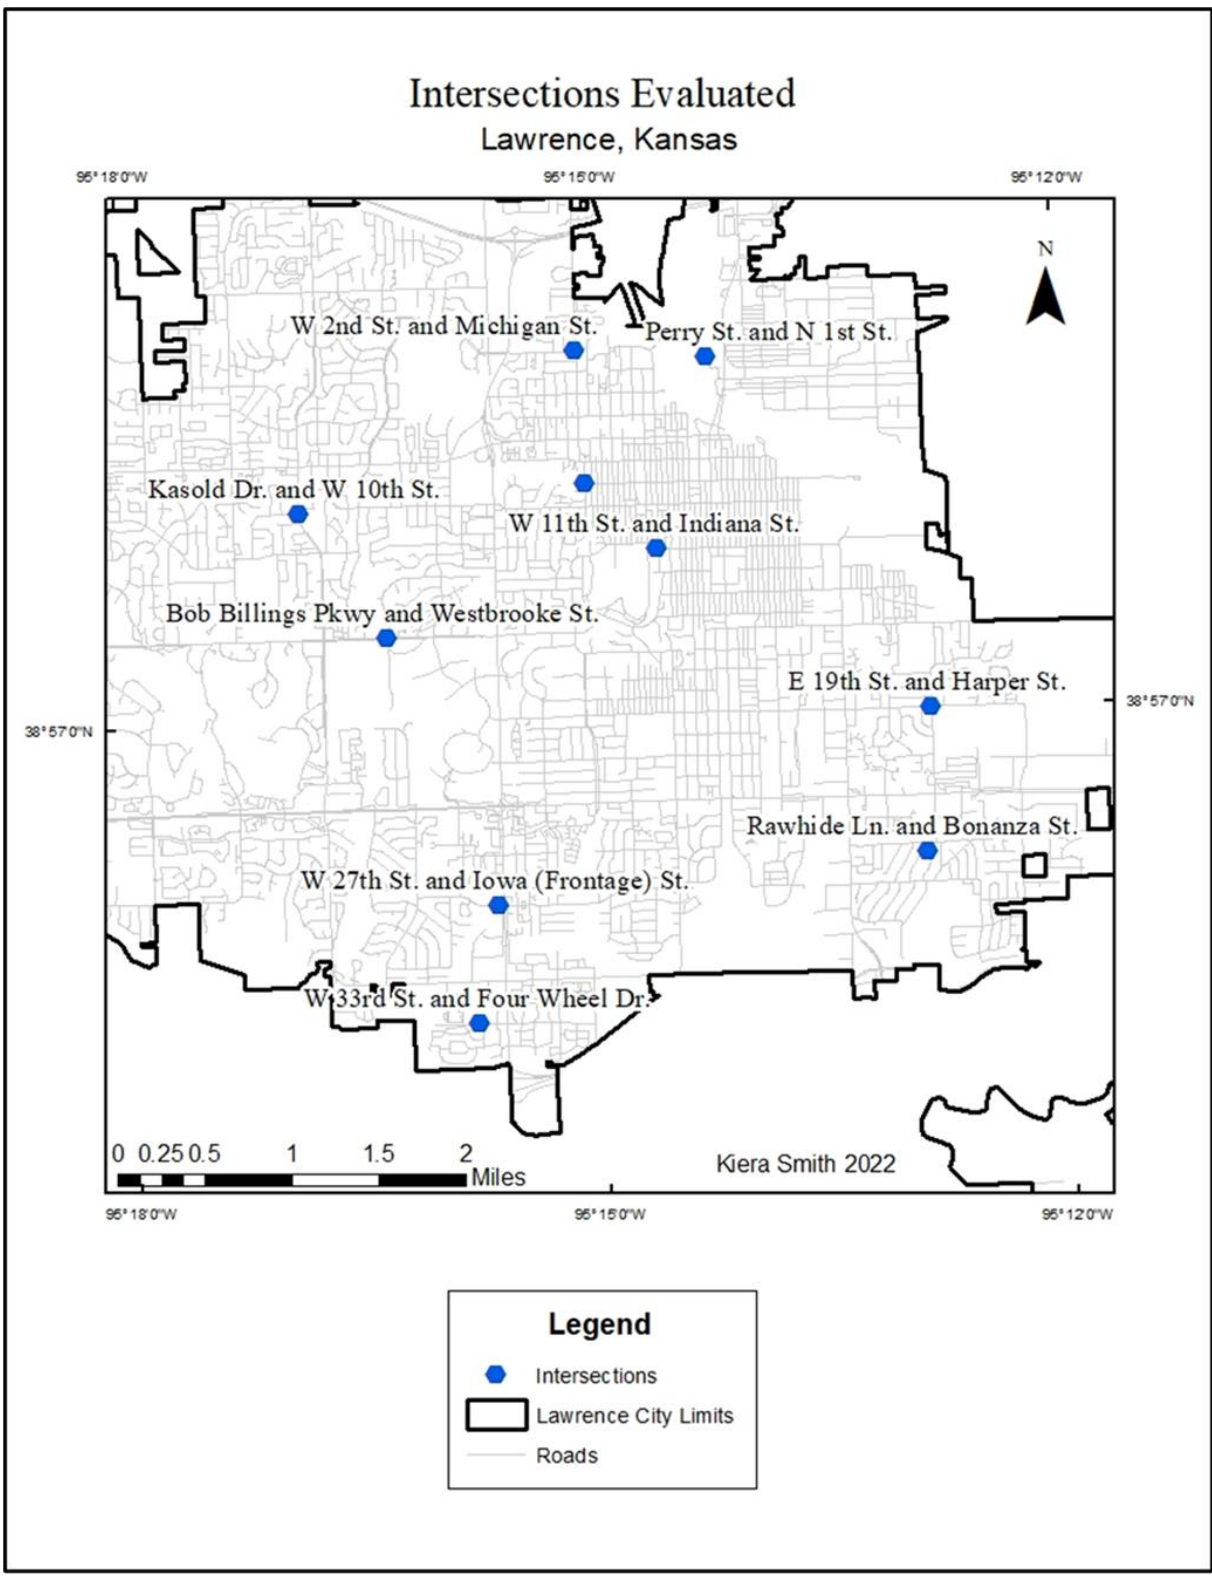 Intersections Evaluated
Lawrence, Kansas
95°18'0"W 95°15'0"W 95°12'0"W
N
W 2nd St. and Michigan St.
Perry St. and N 1st St.
Kasold Dr. and W 10th St.
W 11th St. and Indiana St.
Bob Billings Pkwy and Westbrooke St.
E 19th St. and Harper St.
38°57'0"N
38°57'0"N
Rawhide Ln. and Bonanza St.
W 27th St. and Iowa (Frontage) St.
W 33rd St. and Four Wheel Dr.
0 0.25 0.5 1 1.5 2
Miles
Kiera Smith 2022
95°18'0"W 95°15'0"W 95°12'0"W
Legend
Intersections
Lawrence City Limits
Roads